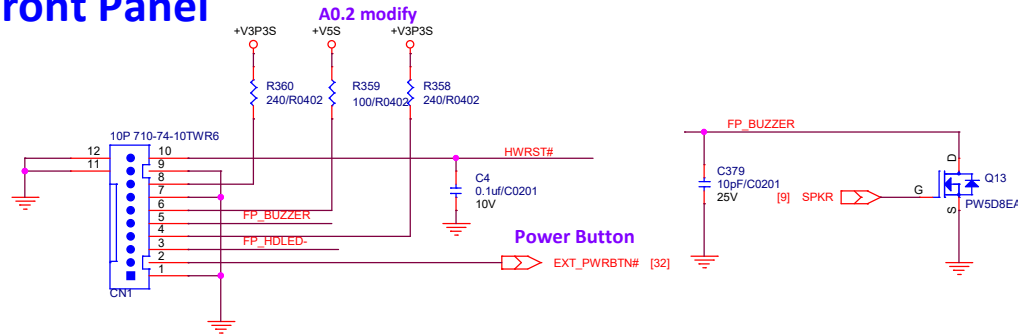 ront Panel
A0.2 modify
+V3P3S
+V5S
+V3P3S
R360
240/R0402
R359
100/R0402
R358
240/R0402
10P 710-74-10TWR6
12
11
10
9
8
7
6
5
4
3
2
1
CN1
HWRST#
C4
0.1uf/C0201
10V
FP_BUZZER
FP_HDLED-
Power Button
EXT_PWRBTN# [32]
FP_BUZZER
C379
10pF/C0201
25V
[9] SPKR
G
D
S
Q13
PW5D8EA